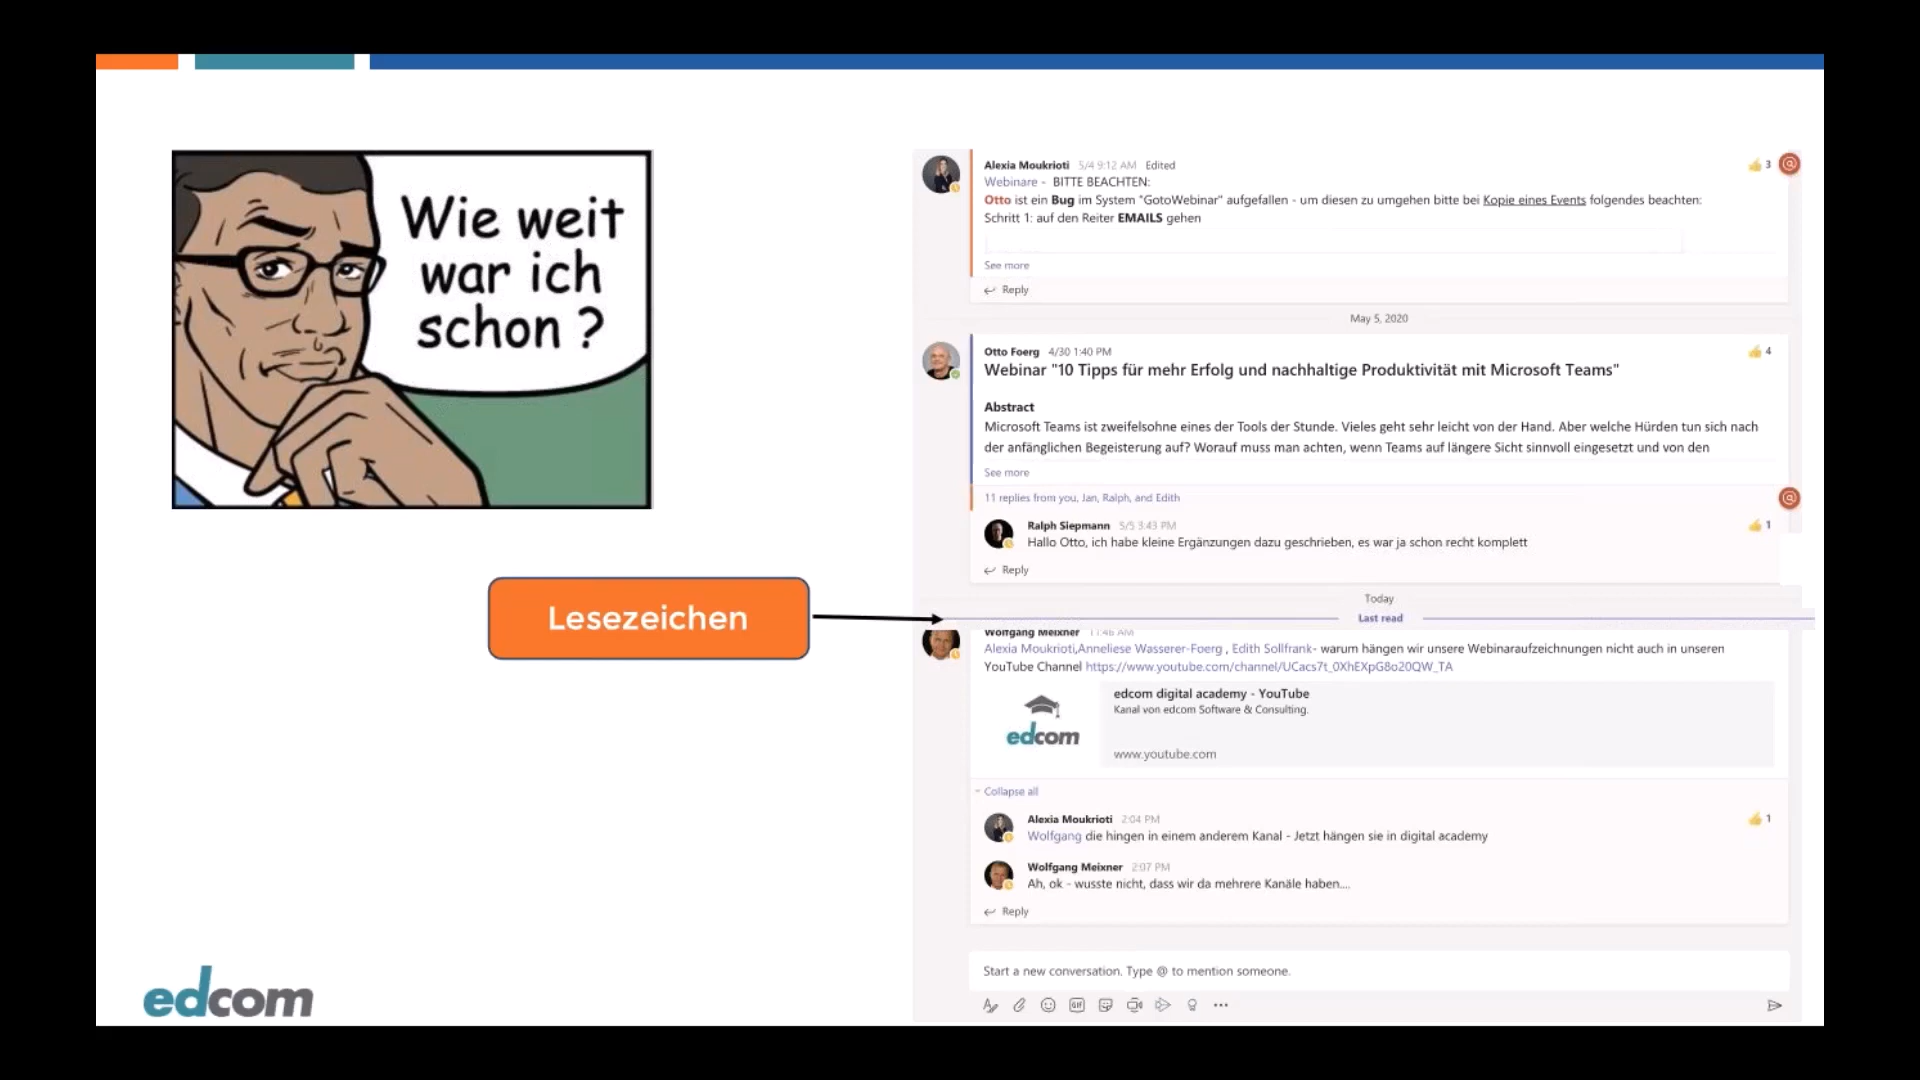 Wie weit
war ich
schon ?
Lesezeichen
edcom
Alexia Moukrioti 5/4 9:12 AM Edited
3
Webinare - BITTE BEACHTEN:
Otto ist ein Bug im System "GotoWebinar" aufgefallen - um diesen zu umgehen bitte bei Kopie eines Events folgendes beachten:
Schritt 1: auf den Reiter EMAILS gehen
See more
Reply
May 5, 2020
Otto Foerg 4/30 1:40 PM
4
Webinar "10 Tipps für mehr Erfolg und nachhaltige Produktivität mit Microsoft Teams"
Abstract
Microsoft Teams ist zweifelsohne eines der Tools der Stunde. Vieles geht sehr leicht von der Hand. Aber welche Hürden tun sich nach
der anfänglichen Begeisterung auf? Worauf muss man achten, wenn Teams auf längere Sicht sinnvoll eingesetzt und von den
See more
11 replies from you, Jan, Ralph, and Edith
Ralph Siepmann 5/5 3:43 PM
1
Hallo Otto, ich habe kleine Ergänzungen dazu geschrieben, es war ja schon recht komplett
Reply
Today
Last read
Wolfgang Meixner 11:46 AM
Alexia Moukrioti,Anneliese Wasserer-Foerg , Edith Sollfrank- warum hängen wir unsere Webinaraufzeichnungen nicht auch in unseren
YouTube Channel https://www.youtube.com/channel/UCacs7t_0XhEXpG8o20QW_TA
edcom
edcom digital academy - YouTube
Kanal von edcom Software & Consulting.
www.youtube.com
Collapse all
Alexia Moukrioti 2:04 PM
1
Wolfgang die hingen in einem anderem Kanal - Jetzt hängen sie in digital academy
Wolfgang Meixner 2:07 PM
Ah, ok - wusste nicht, dass wir da mehrere Kanäle haben....
Reply
Start a new conversation. Type @ to mention someone.
GIF